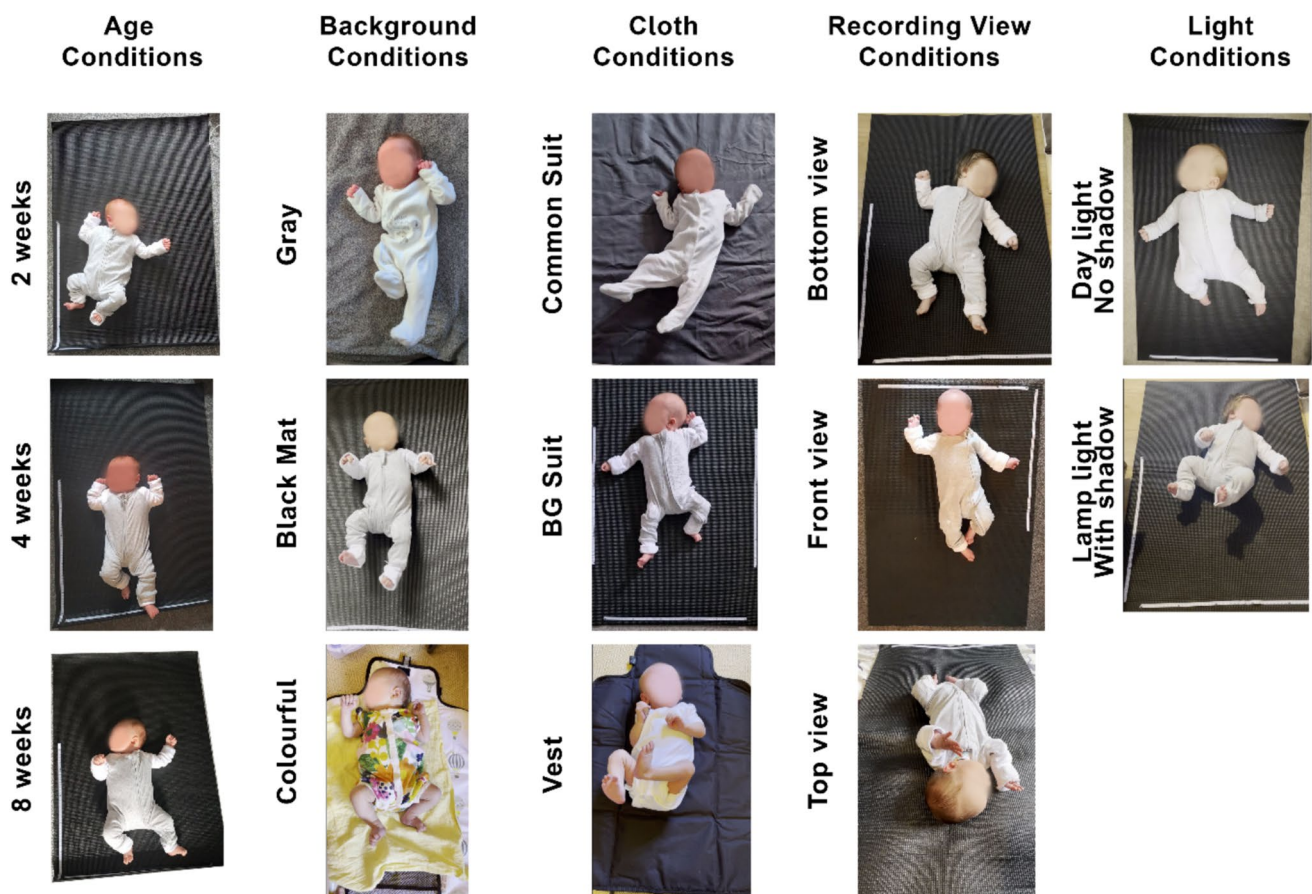 Age
Conditions
Background
Conditions
Cloth
Conditions
Recording View
Conditions
Light
Conditions
2 weeks
Gray
Common Suit
Bottom view
Day light
No shadow
4 weeks
Black Mat
BG Suit
Front view
Lamp light
With shadow
8 weeks
Colourful
Vest
Top view